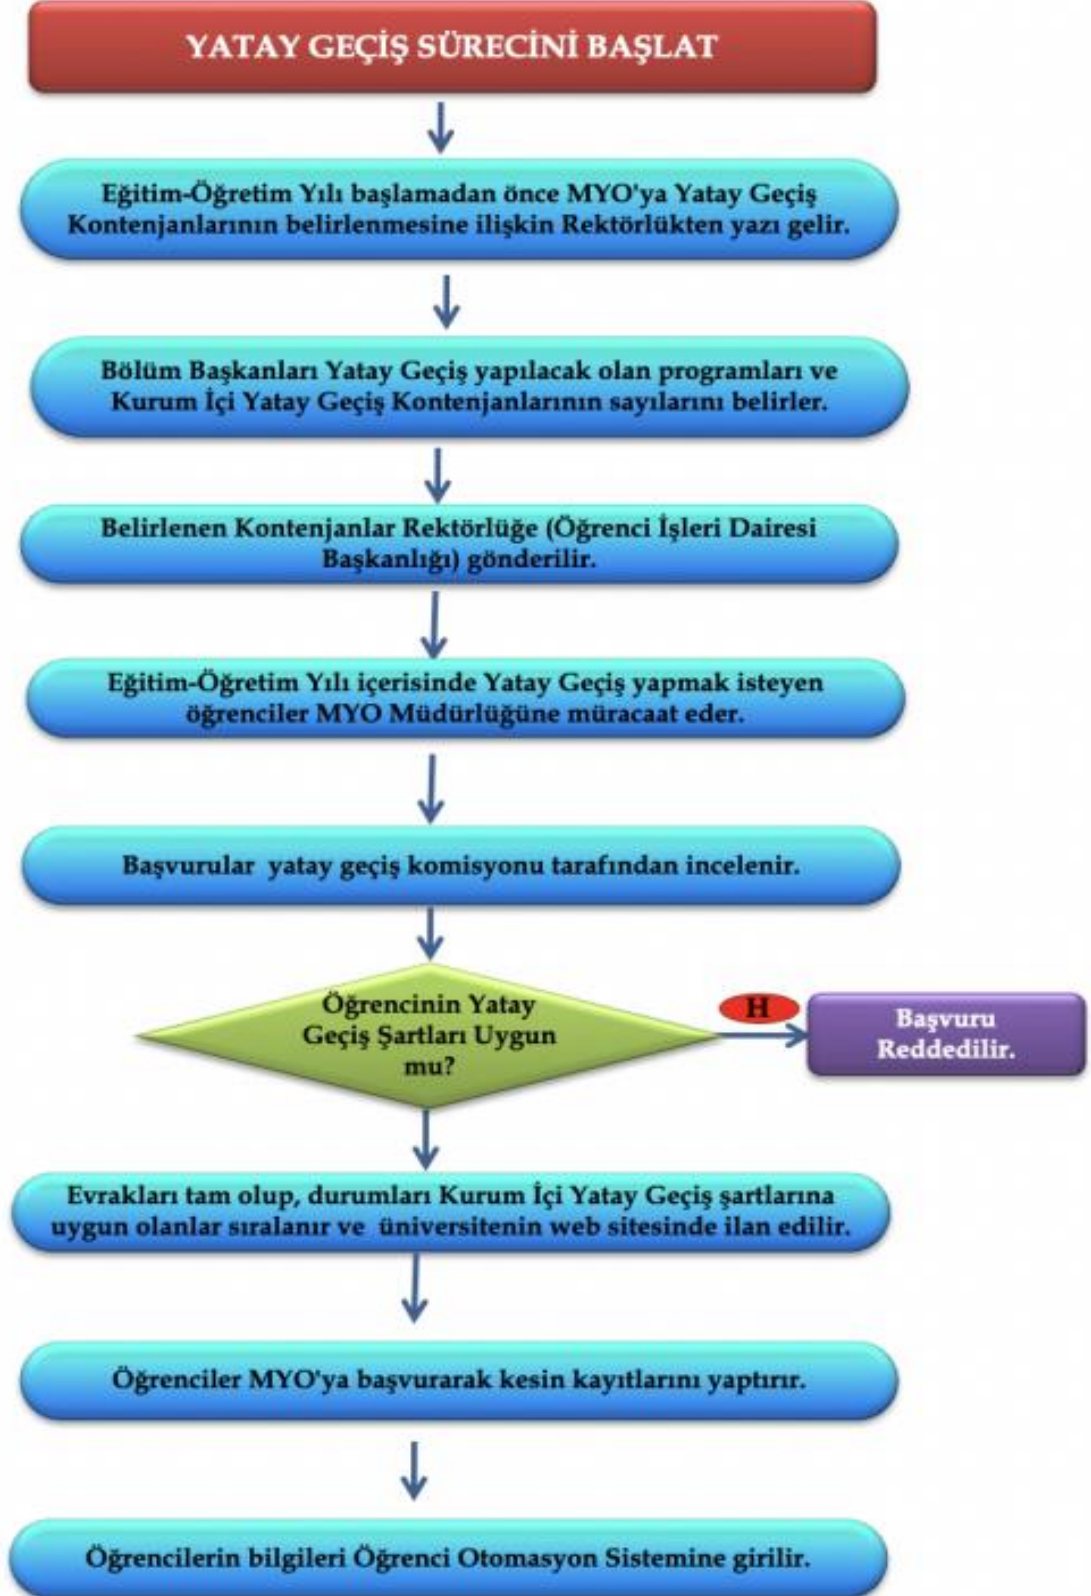 YATAY GEÇİŞ SÜRECİNİ BAŞLAT
Eğitim-Öğretim Yılı başlamadan önce MYO'ya Yatay Geçiş
Kontenjanlarının belirlenmesine ilişkin Rektörlükten yazı gelir.
Bölüm Başkanları Yatay Geçiş yapılacak olan programları ve
Kurum İçi Yatay Geçiş Kontenjanlarının sayılarını belirler.
Belirlenen Kontenjanlar Rektörlüğe (Öğrenci İşleri Dairesi
Başkanlığı) gönderilir.
Eğitim-Öğretim Yılı içerisinde Yatay Geçiş yapmak isteyen
öğrenciler MYO Müdürlüğüne müracaat eder.
Başvurular yatay geçiş komisyonu tarafından incelenir.
Öğrencinin Yatay
Geçiş Şartları Uygun
mu?
H
Başvuru
Reddedilir.
Evrakları tam olup, durumları Kurum İçi Yatay Geçiş şartlarına
uygun olanlar sıralanır ve üniversitenin web sitesinde ilan edilir.
Öğrenciler MYO'ya başvurarak kesin kayıtlarını yaptırır.
Öğrencilerin bilgileri Öğrenci Otomasyon Sistemine girilir.